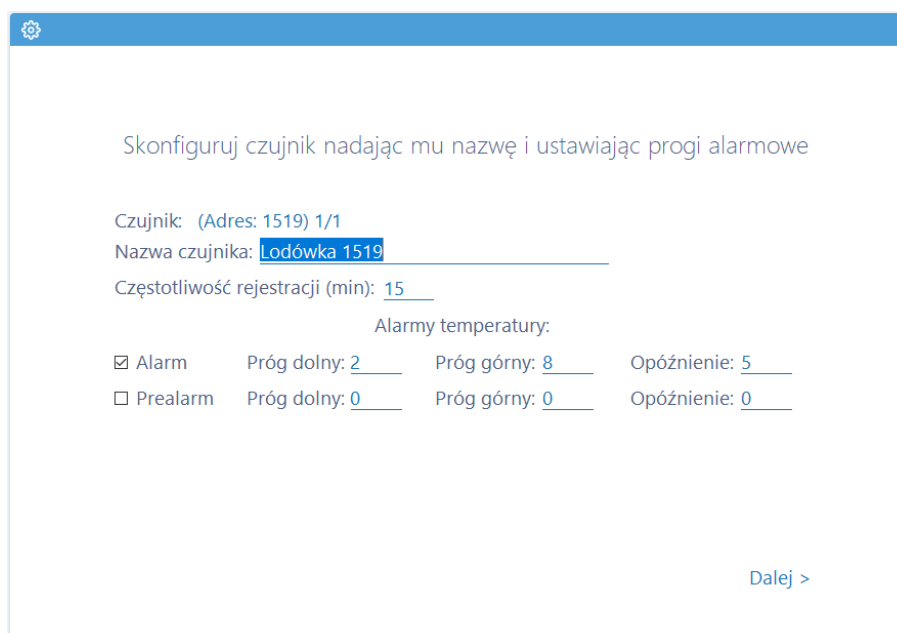 Skonfiguruj czujnik nadając mu nazwę i ustawiając progi alarmowe
Czujnik: (Adres: 1519) 1/1
Nazwa czujnika: Lodówka 1519
Częstotliwość rejestracji (min): 15
Alarmy temperatury:
Alarm Próg dolny: 2 Próg górny: 8 Opóźnienie: 5
Prealarm Próg dolny: 0 Próg górny: 0 Opóźnienie: 0
Dalej >